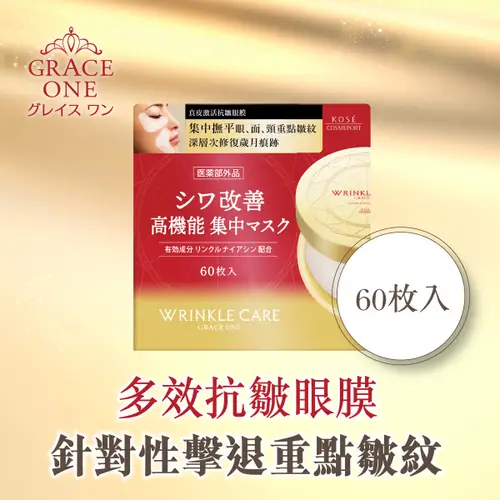 GRACE
ONE
グレイス ワン
真皮激活抗皺眼膜
集中撫平眼、面、頸重點皺紋
深層次修復歲月痕跡
KOSÉ
COSMEPORT
医薬部外品
シワ改善
高機能 集中マスク
有効成分 リンクルナイアシン 配合
60枚入
WRINKLE CARE
GRACE ONE
WRINKL
60枚入
多效抗皺眼膜
針對性擊退重點皺紋